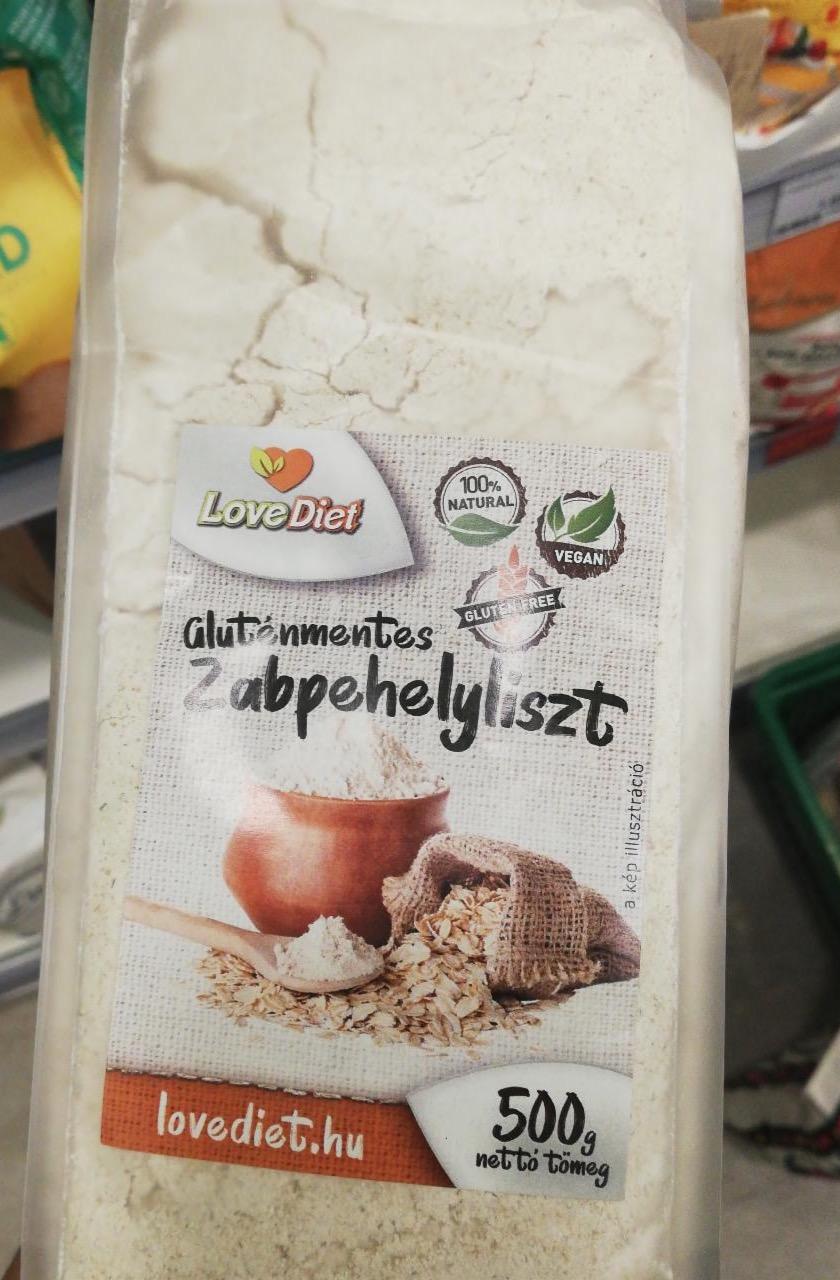 LoveDiet
100%
NATURAL
VEGAN
GLUTEN FREE
Gluténmentes
Zabpehelyliszt
a kép illusztráció
lovediet.hu
500g
nettó tömeg